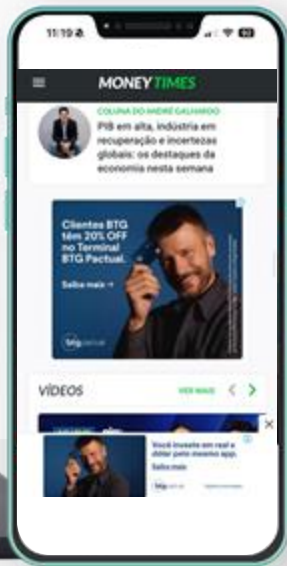 11:19
MONEY TIMES
COLUNA DO ANDRÉ GALHARDO
PIB em alta, indústria em
recuperação e incertezas
globais: os destaques da
economia nesta semana
Clientes BTG
têm 20% OFF
no Terminal
BTG Pactual.
Saiba mais →
btg pactual
VÍDEOS
VER MAIS < >
Você investe em real e
dólar pelo mesmo app.
Saiba mais
btg pactual